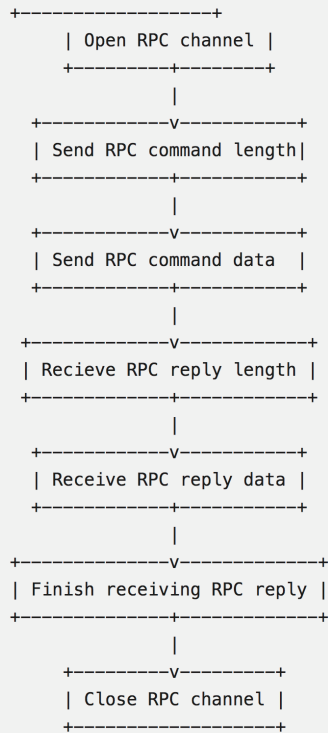 +------------------+
| Open RPC channel |
+---------+--------+
|
+------------v-----------+
| Send RPC command length|
+------------+-----------+
|
+------------v-----------+
| Send RPC command data  |
+------------+-----------+
|
+-------------v------------+
| Recieve RPC reply length |
+-------------+------------+
|
+------------v-----------+
| Receive RPC reply data |
+------------+-----------+
|
+--------------v-------------+
| Finish receiving RPC reply |
+--------------+-------------+
|
+---------v---------+
| Close RPC channel |
+-------------------+